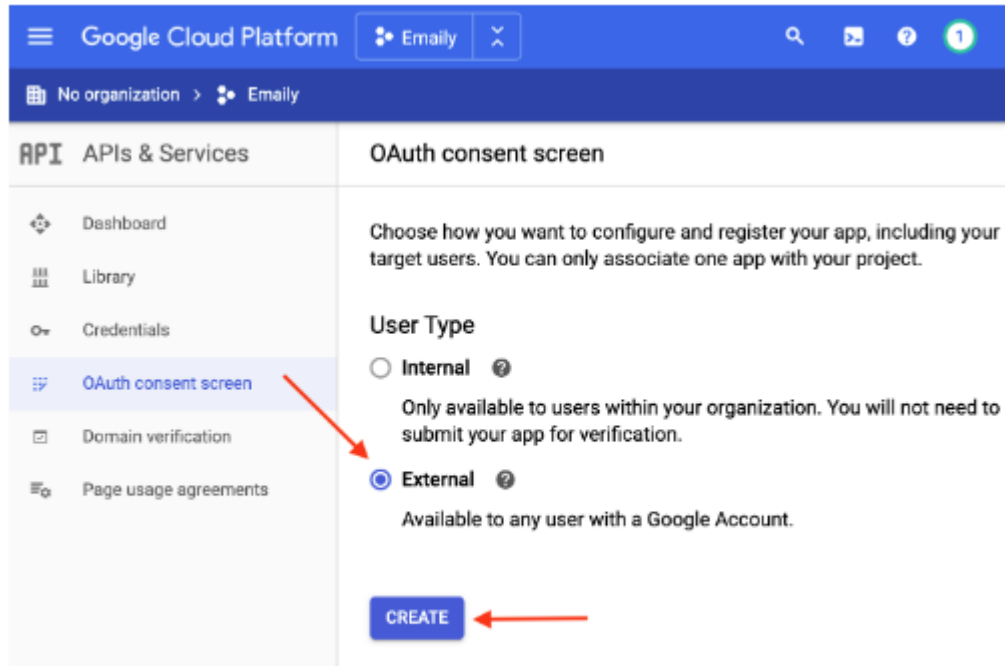 Google Cloud Platform
Emaily
1
No organization > Emaily
API APIs & Services
Dashboard
Library
Credentials
OAuth consent screen
Domain verification
Page usage agreements
OAuth consent screen
Choose how you want to configure and register your app, including your
target users. You can only associate one app with your project.
User Type
Internal
Only available to users within your organization. You will not need to
submit your app for verification.
External
Available to any user with a Google Account.
CREATE